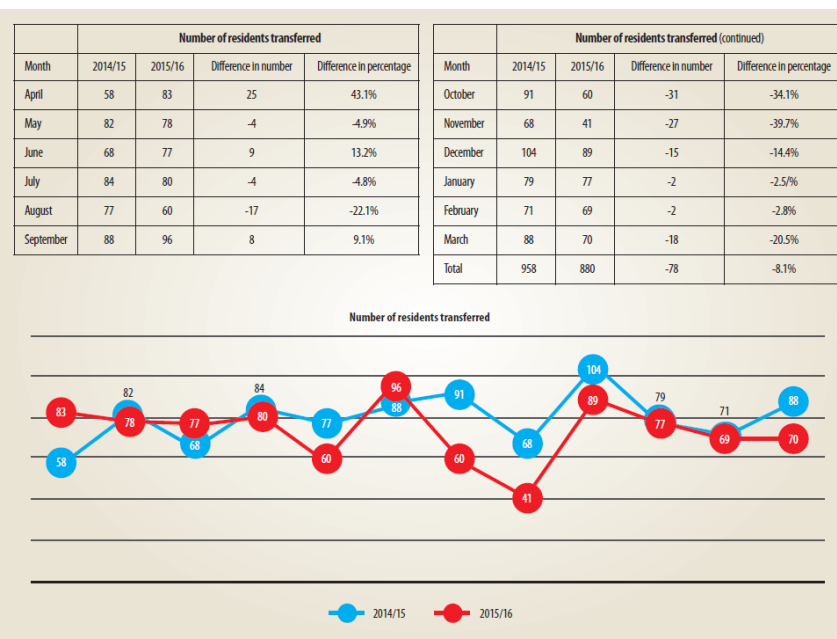 Number of residents transferred
Month 2014/15 2015/16 Difference in number Difference in percentage
April 58 83 25 43.1%
May 82 78 -4 -4.9%
June 68 77 9 13.2%
July 84 80 -4 -4.8%
August 77 60 -17 -22.1%
September 88 96 8 9.1%
Number of residents transferred (continued)
Month 2014/15 2015/16 Difference in number Difference in percentage
October 91 60 -31 -34.1%
November 68 41 -27 -39.7%
December 104 89 -15 -14.4%
January 79 77 -2 -2.5/%
February 71 69 -2 -2.8%
March 88 70 -18 -20.5%
Total 958 880 -78 -8.1%
Number of residents transferred
58 82 68 84 77 88 91 68 104 79 71 88
83 78 77 80 60 96 60 41 89 77 69 70
2014/15 2015/16